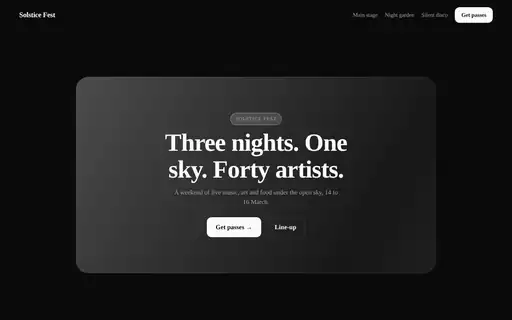 Solstice Fest
Main stage
Night garden
Silent disco
Get passes
SOLSTICE FEST
Three nights. One
sky. Forty artists.
A weekend of live music, art and food under the open sky, 14 to
16 March.
Get passes →
Line-up